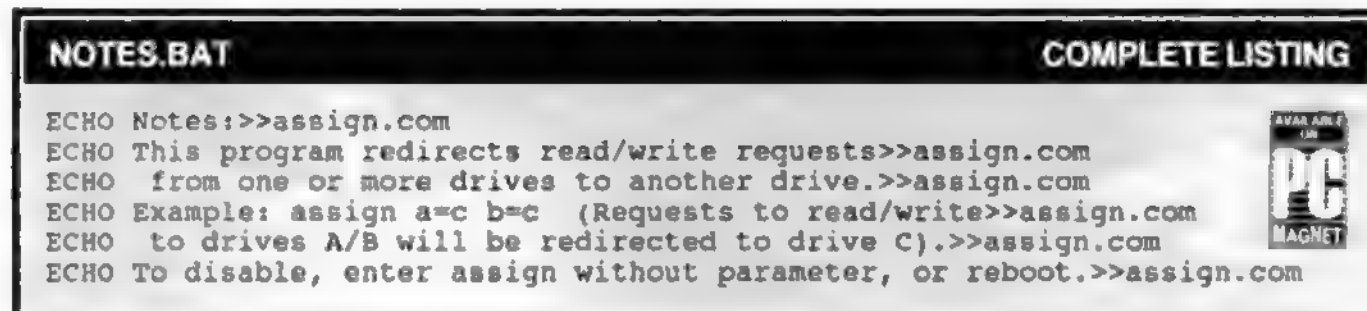 NOTES.BAT COMPLETE LISTING
ECHO Notes:>>assign.com
ECHO This program redirects read/write requests>>assign.com
ECHO  from one or more drives to another drive.>>assign.com
ECHO Example: assign a=c b=c  (Requests to read/write>>assign.com
ECHO  to drives A/B will be redirected to drive C).>>assign.com
ECHO To disable, enter assign without parameter, or reboot.>>assign.com
AVAILABLE
ON
PC
MAGNET